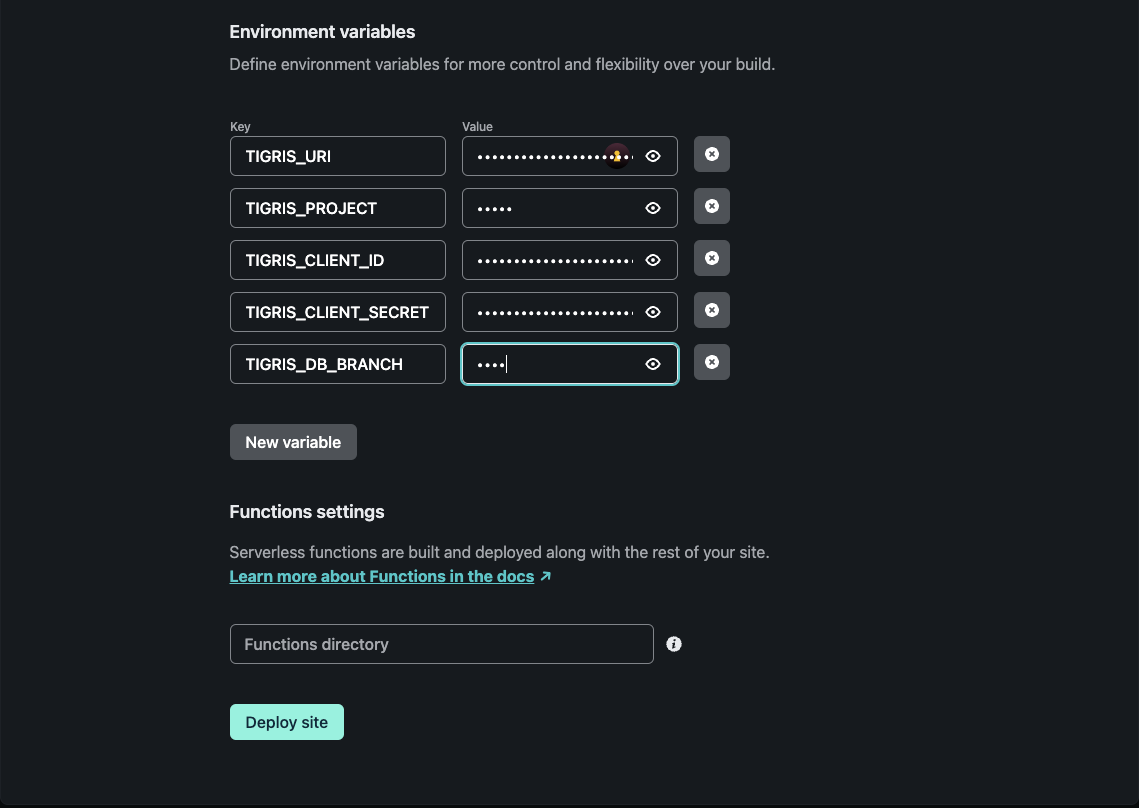 Environment variables
Define environment variables for more control and flexibility over your build.
Key Value
TIGRIS_URI ••••••••••••••••••••••
TIGRIS_PROJECT •••••
TIGRIS_CLIENT_ID ••••••••••••••••••••••
TIGRIS_CLIENT_SECRET ••••••••••••••••••••••
TIGRIS_DB_BRANCH ••••
New variable
Functions settings
Serverless functions are built and deployed along with the rest of your site.
Learn more about Functions in the docs ↗
Functions directory
Deploy site